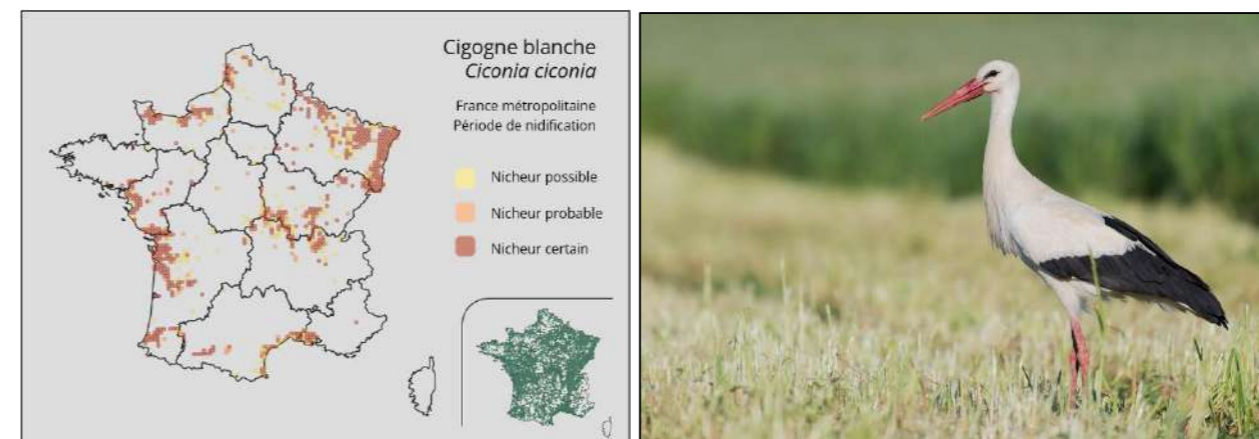 Cigogne blanche
Ciconia ciconia
France métropolitaine
Période de nidification
Nicheur possible
Nicheur probable
Nicheur certain